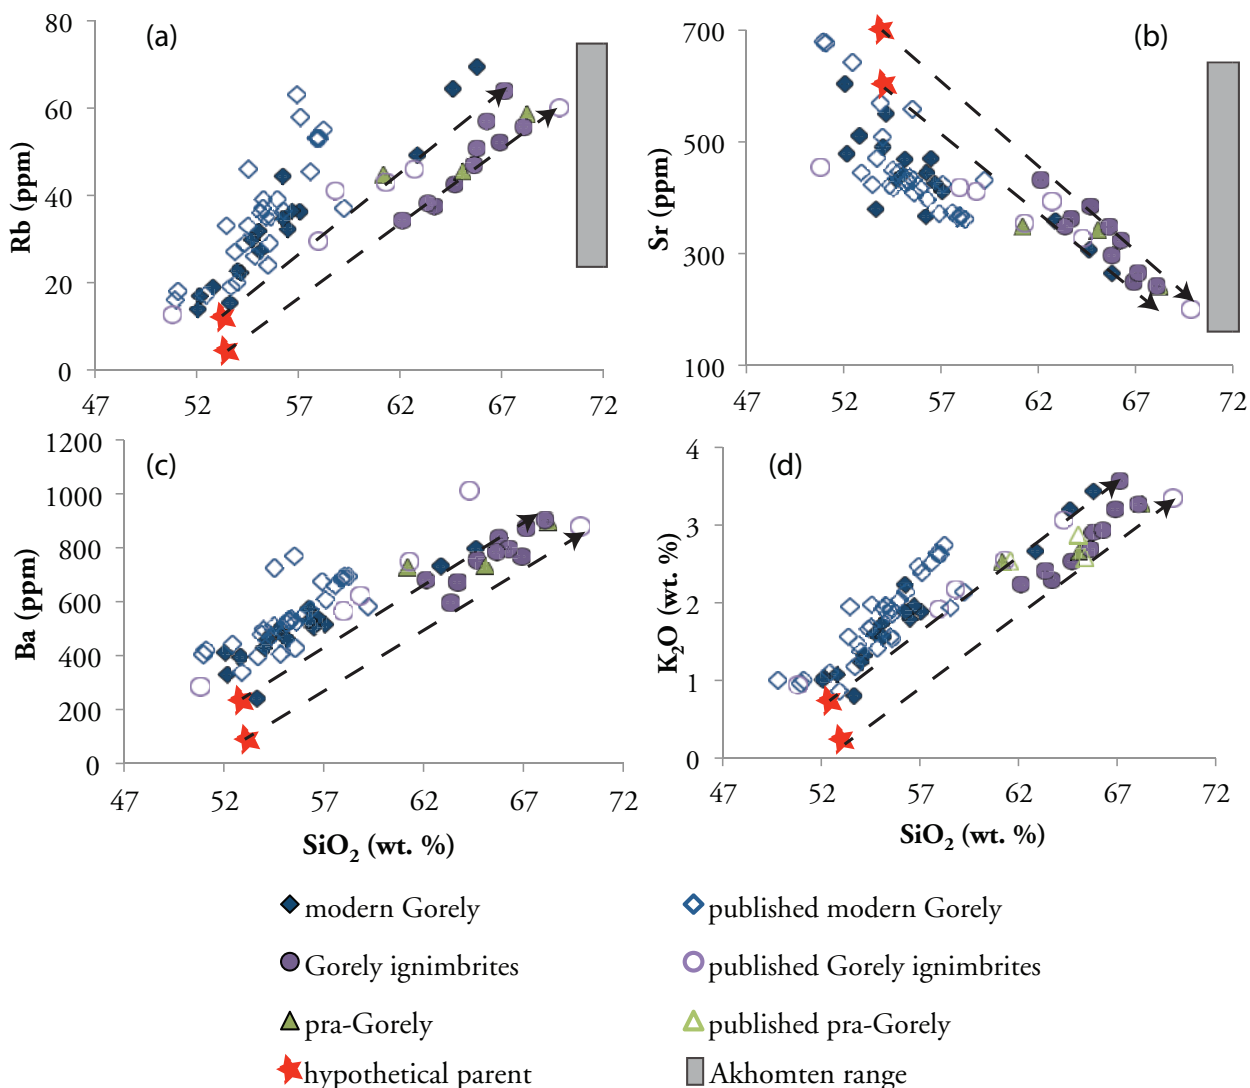 (a)
Rb (ppm)
80
60
40
20
0
47 52 57 62 67 72
(b)
Sr (ppm)
700
500
300
100
47 52 57 62 67 72
(c)
Ba (ppm)
1200
1000
800
600
400
200
0
47 52 57 62 67 72
SiO₂ (wt. %)
(d)
K₂O (wt. %)
4
3
2
1
0
47 52 57 62 67 72
SiO₂ (wt. %)
modern Gorely
published modern Gorely
Gorely ignimbrites
published Gorely ignimbrites
pra-Gorely
published pra-Gorely
hypothetical parent
Akhomten range